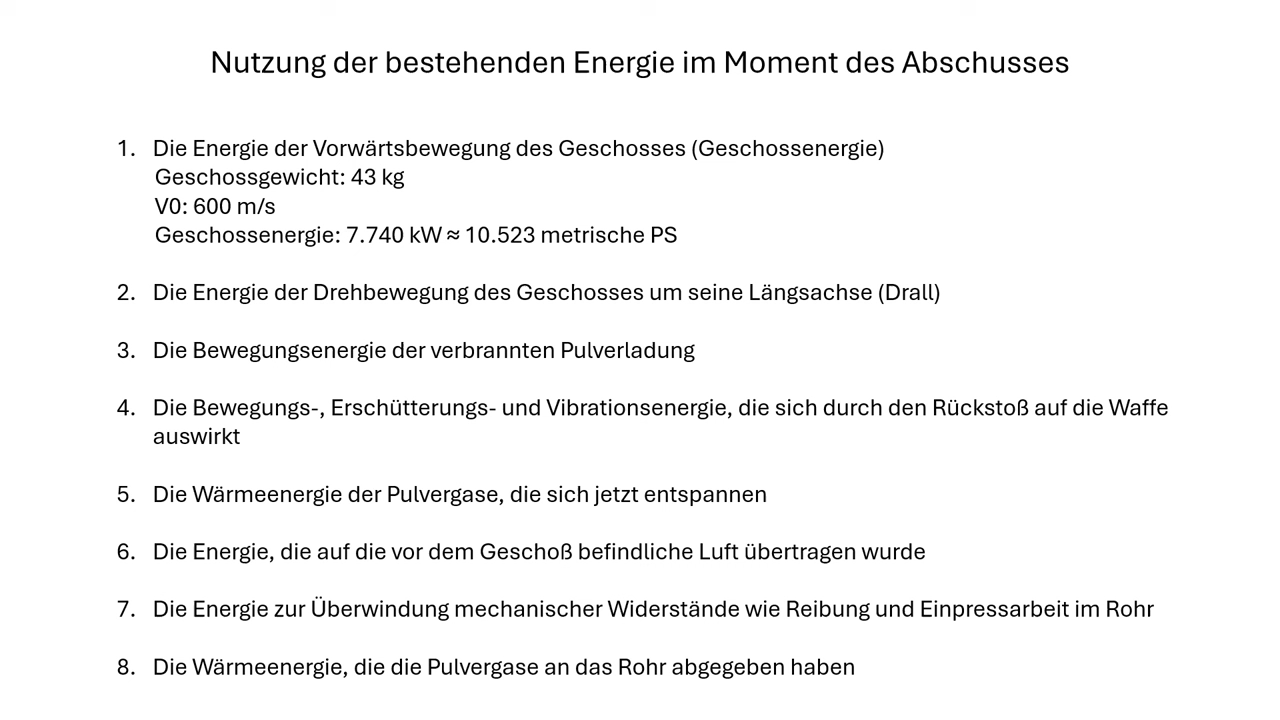 Nutzung der bestehenden Energie im Moment des Abschusses
1. Die Energie der Vorwärtsbewegung des Geschosses (Geschossenergie)
Geschossgewicht: 43 kg
V0: 600 m/s
Geschossenergie: 7.740 kW ≈ 10.523 metrische PS
2. Die Energie der Drehbewegung des Geschosses um seine Längsachse (Drall)
3. Die Bewegungsenergie der verbrannten Pulverladung
4. Die Bewegungs-, Erschütterungs- und Vibrationsenergie, die sich durch den Rückstoß auf die Waffe
auswirkt
5. Die Wärmeenergie der Pulvergase, die sich jetzt entspannen
6. Die Energie, die auf die vor dem Geschoß befindliche Luft übertragen wurde
7. Die Energie zur Überwindung mechanischer Widerstände wie Reibung und Einpressarbeit im Rohr
8. Die Wärmeenergie, die die Pulvergase an das Rohr abgegeben haben